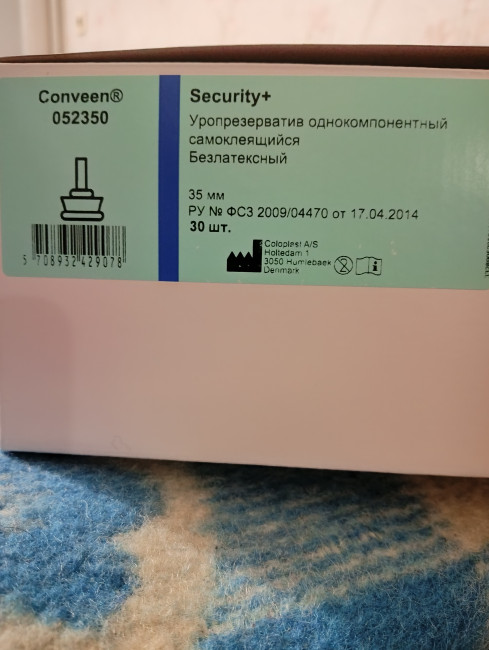 Conveen®
052350
5 708932 429078
Security+
Уропрезерватив однокомпонентный
самоклеящийся
Безлатексный
35 мм
РУ № ФСЗ 2009/04470 от 17.04.2014
30 шт.
Coloplast A/S
Holtedam 1
3050 Humlebaek
Denmark